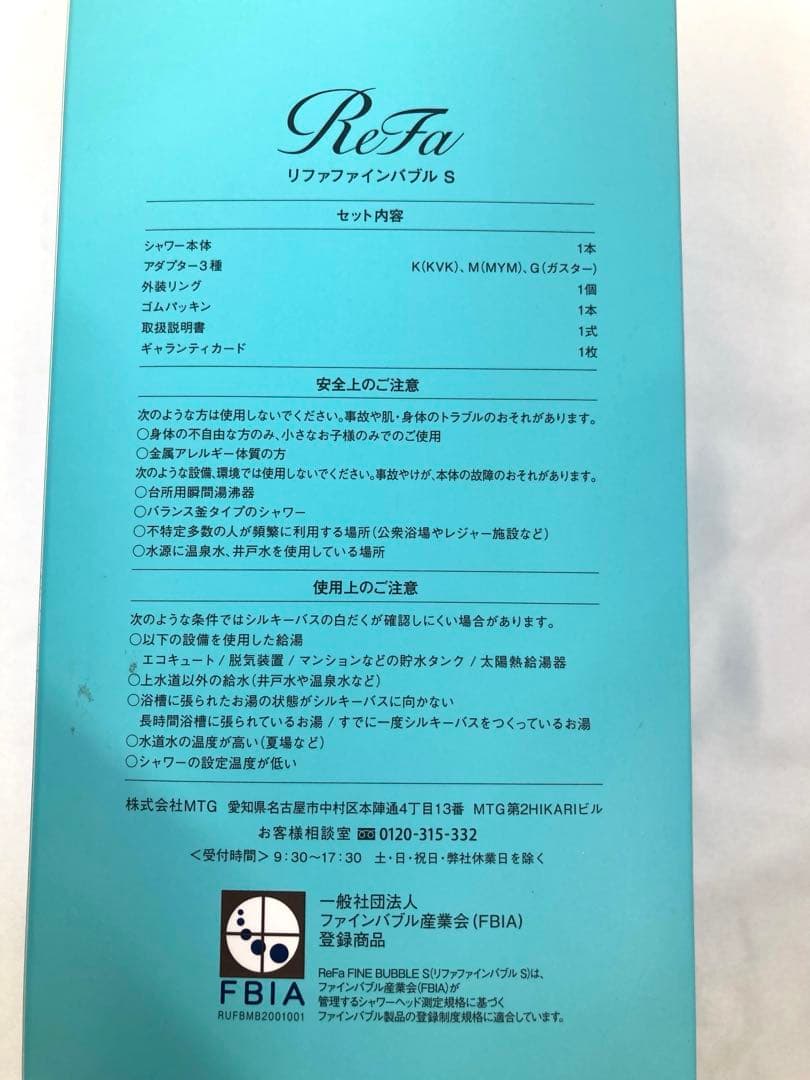 ReFa
リファファインバブル S
セット内容
シャワー本体 1本
アダプター3種 K(KVK)、M(MYM)、G(ガスター)
外装リング 1個
ゴムパッキン 1本
取扱説明書 1式
ギャランティカード 1枚
安全上のご注意
次のような方は使用しないでください。事故や肌・身体のトラブルのおそれがあります。
○身体の不自由な方のみ、小さなお子様のみでのご使用
○金属アレルギー体質の方
次のような設備、環境では使用しないでください。事故やけが、本体の故障のおそれがあります。
○台所用瞬間湯沸器
○バランス釜タイプのシャワー
○不特定多数の人が頻繁に利用する場所(公衆浴場やレジャー施設など)
○水源に温泉水、井戸水を使用している場所
使用上のご注意
次のような条件ではシルキーバスの白だくが確認しにくい場合があります。
○以下の設備を使用した給湯
エコキュート / 脱気装置 / マンションなどの貯水タンク / 太陽熱給湯器
○上水道以外の給水(井戸水や温泉水など)
○浴槽に張られたお湯の状態がシルキーバスに向かない
長時間浴槽に張られているお湯 / すでに一度シルキーバスをつくっているお湯
○水道水の温度が高い(夏場など)
○シャワーの設定温度が低い
株式会社MTG 愛知県名古屋市中村区本陣通4丁目13番 MTG第2HIKARIビル
お客様相談室 0120-315-332
<受付時間> 9:30〜17:30 土・日・祝日・弊社休業日を除く
一般社団法人
ファインバブル産業会(FBIA)
登録商品
FBIA
RUFBMB2001001
ReFa FINE BUBBLE S(リファファインバブル S)は、
ファインバブル産業会(FBIA)が
管理するシャワーヘッド測定規格に基づく
ファインバブル製品の登録制度規格に適合しています。